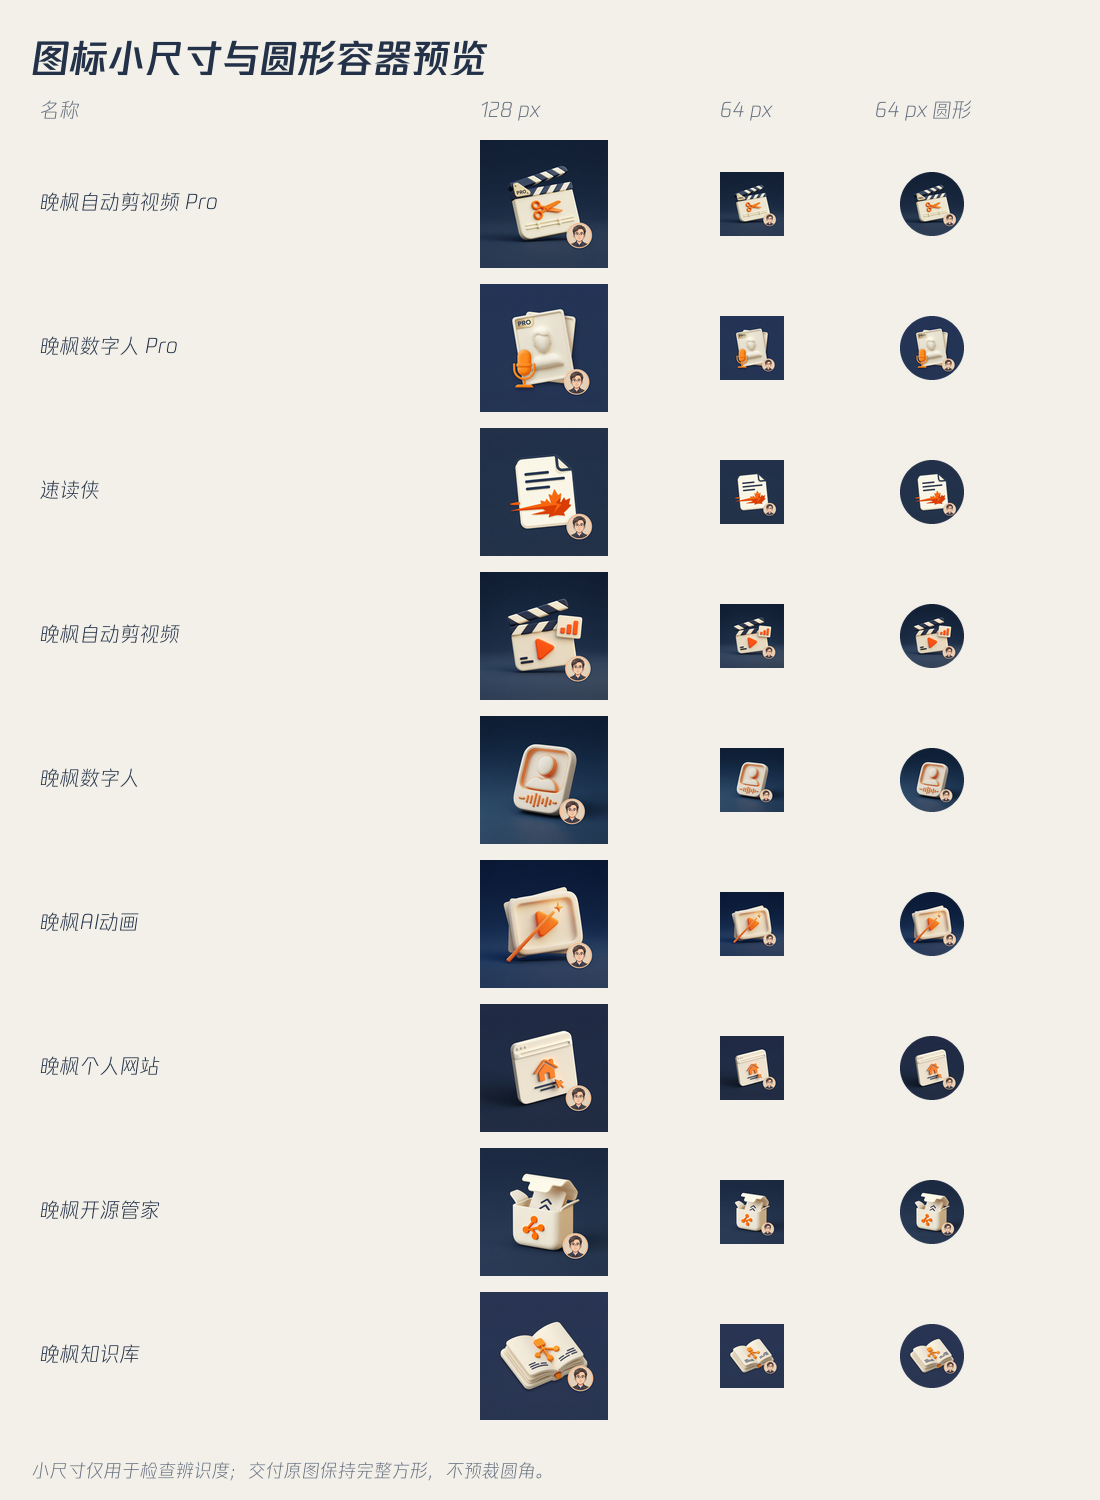 图标小尺寸与圆形容器预览
名称 128 px 64 px 64 px 圆形
晚枫自动剪视频 Pro
PRO
晚枫数字人 Pro
PRO
速读侠
晚枫自动剪视频
晚枫数字人
晚枫AI动画
晚枫个人网站
晚枫开源管家
晚枫知识库
小尺寸仅用于检查辨识度；交付原图保持完整方形，不预裁圆角。